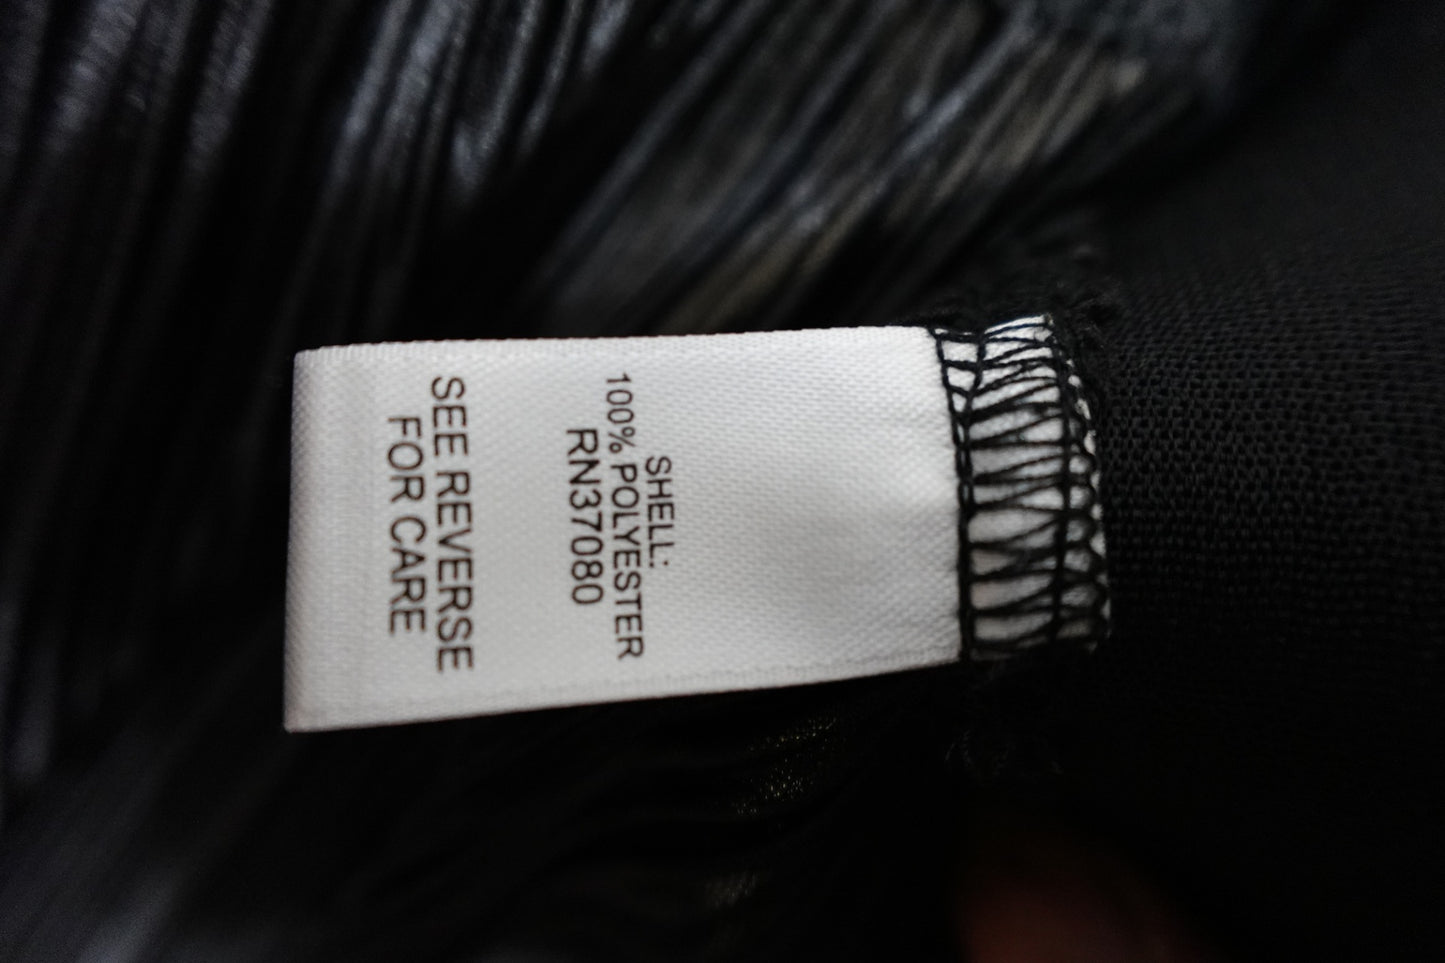 SHELL:
100% POLYESTER
RN37080
SEE REVERSE
FOR CARE